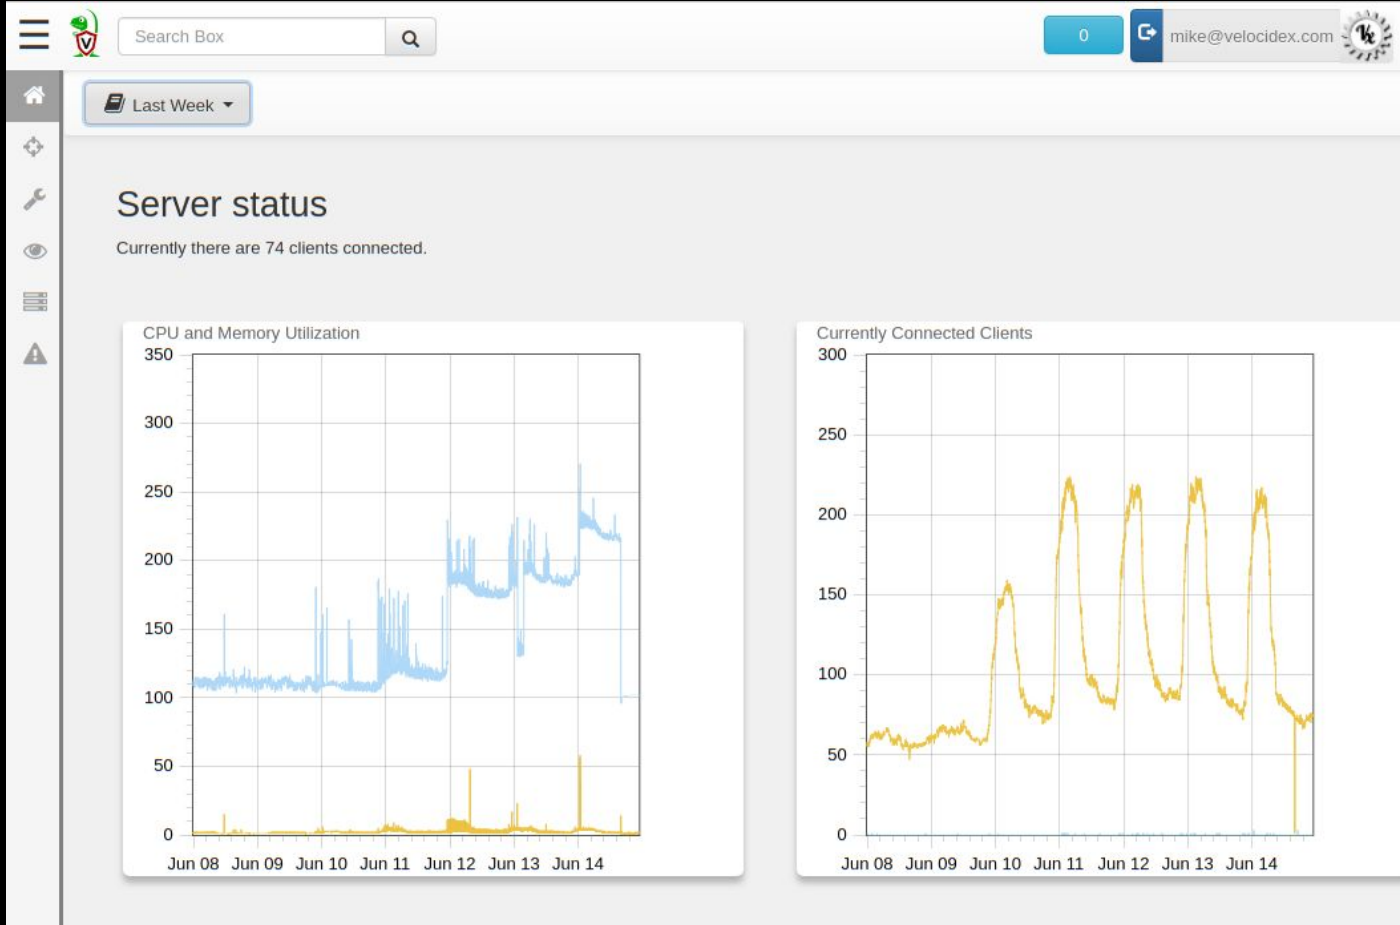 Search Box
0
mike@velocidex.com
Last Week
Server status
Currently there are 74 clients connected.
CPU and Memory Utilization
350
300
250
200
150
100
50
0
Jun 08 Jun 09 Jun 10 Jun 11 Jun 12 Jun 13 Jun 14
Currently Connected Clients
300
250
200
150
100
50
0
Jun 08 Jun 09 Jun 10 Jun 11 Jun 12 Jun 13 Jun 14